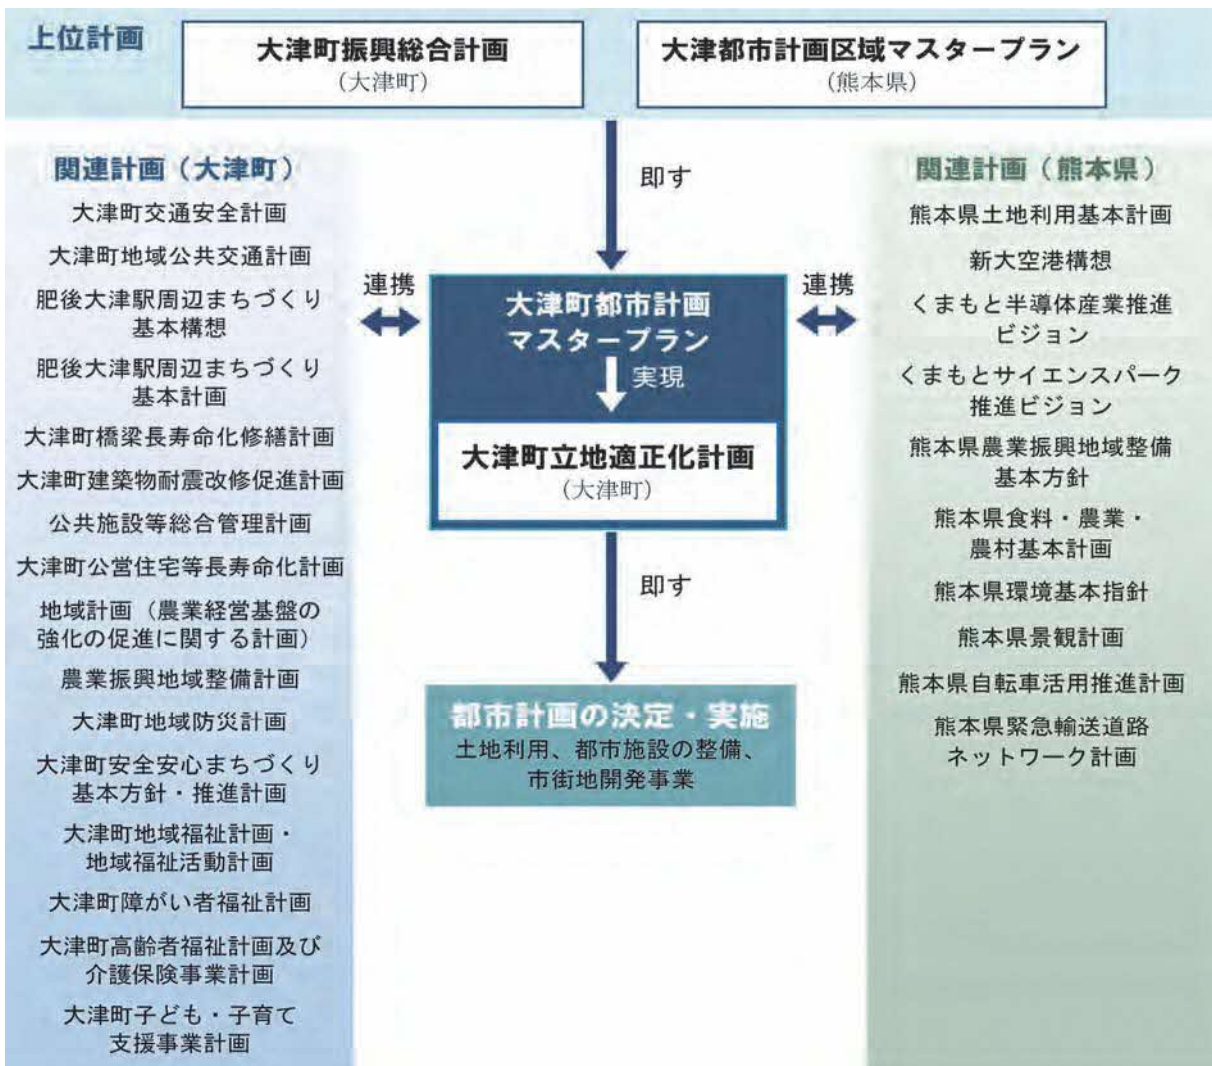 上位計画
大津町振興総合計画
（大津町）
大津都市計画区域マスタープラン
（熊本県）
即す
関連計画（大津町）
大津町交通安全計画
大津町地域公共交通計画
肥後大津駅周辺まちづくり
基本構想
肥後大津駅周辺まちづくり
基本計画
大津町橋梁長寿命化修繕計画
大津町建築物耐震改修促進計画
公共施設等総合管理計画
大津町公営住宅等長寿命化計画
地域計画（農業経営基盤の
強化の促進に関する計画）
農業振興地域整備計画
大津町地域防災計画
大津町安全安心まちづくり
基本方針・推進計画
大津町地域福祉計画・
地域福祉活動計画
大津町障がい者福祉計画
大津町高齢者福祉計画及び
介護保険事業計画
大津町子ども・子育て
支援事業計画
連携
大津町都市計画
マスタープラン
実現
大津町立地適正化計画
（大津町）
即す
都市計画の決定・実施
土地利用、都市施設の整備、
市街地開発事業
連携
関連計画（熊本県）
熊本県土地利用基本計画
新大空港構想
くまもと半導体産業推進
ビジョン
くまもとサイエンスパーク
推進ビジョン
熊本県農業振興地域整備
基本方針
熊本県食料・農業・
農村基本計画
熊本県環境基本指針
熊本県景観計画
熊本県自転車活用推進計画
熊本県緊急輸送道路
ネットワーク計画